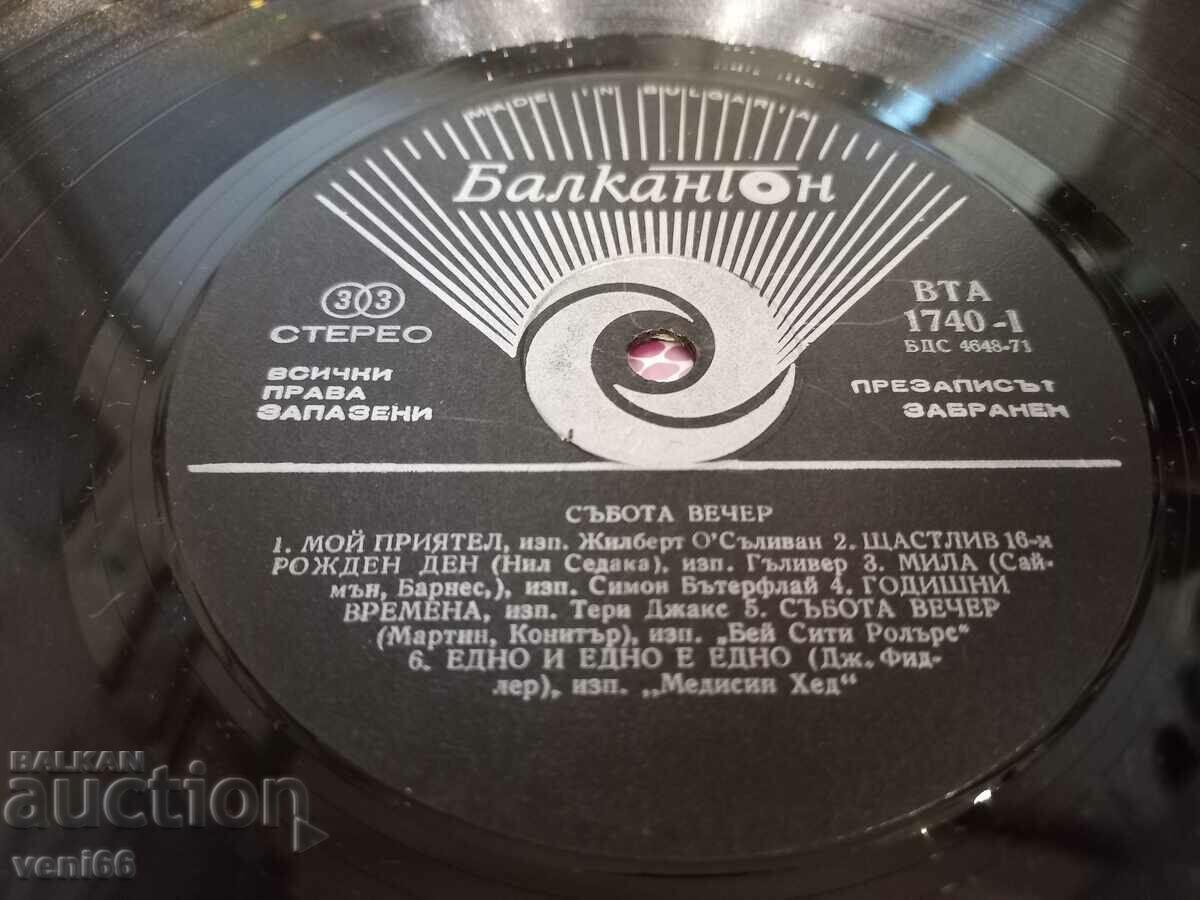 MADE IN BULGARIA
Балкантон
33
СТЕРЕО
ВСИЧКИ
ПРАВА
ЗАПАЗЕНИ
ВТА
1740-I
БДС 4648-71
ПРЕЗАПИСЪТ
ЗАБРАНЕН
СЪБОТА ВЕЧЕР
1. МОЙ ПРИЯТЕЛ, изп. Жилберт О'Съливан 2. ЩАСТЛИВ 16-и
РОЖДЕН ДЕН (Нил Седака), изп. Гъливер 3. МИЛА (Сай-
мън, Барнес,), изп. Симон Бътерфлай 4. ГОДИШНИ
ВРЕМЕНА, изп. Тери Джакс 5. СЪБОТА ВЕЧЕР
(Мартин, Конитър), изп. „Бей Сити Ролърс"
6. ЕДНО И ЕДНО Е ЕДНО (Дж. Фид-
лер), изп. „Медисин Хед"
BALKAN
auction
veni66